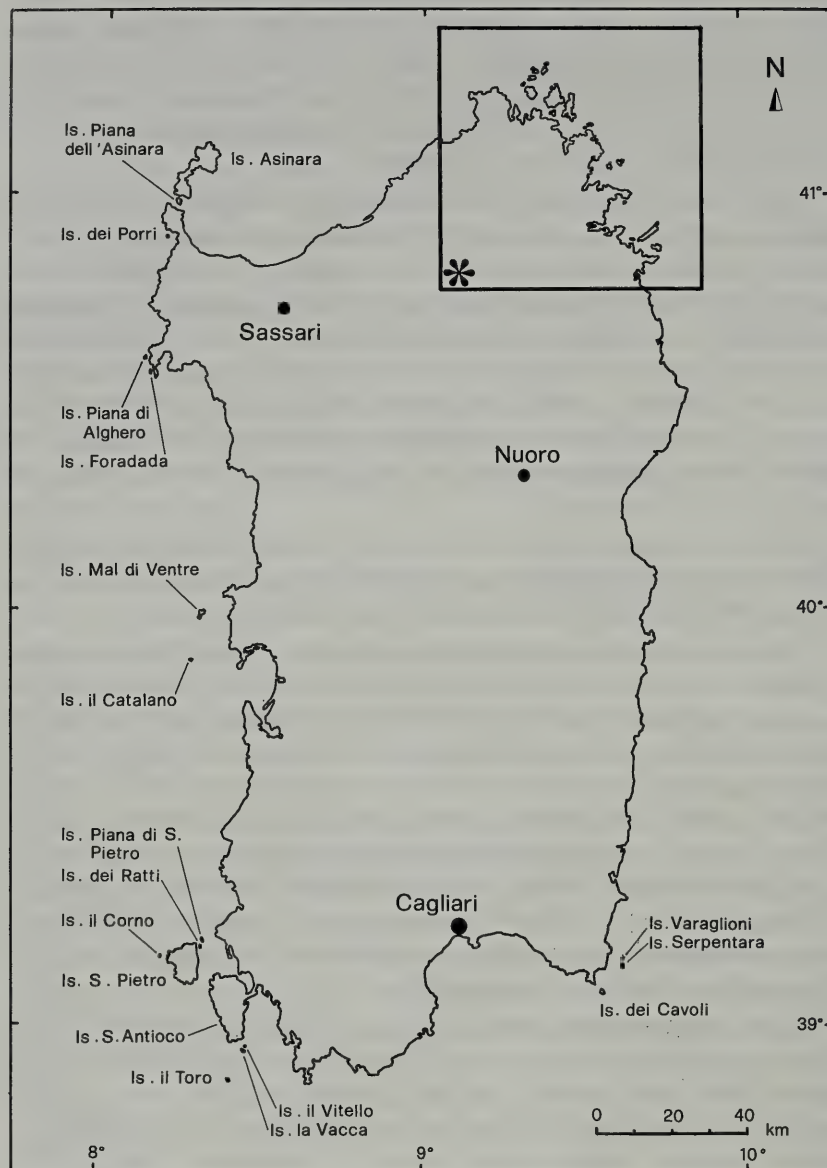 N
Is. Piana
dell'Asinara
Is. Asinara
41°
Is. dei Porri
*
Sassari
Is. Piana di
Alghero
Is. Foradada
Nuoro
Is. Mal di Ventre
40°
Is. il Catalano
Is. Piana di S.
Pietro
Is. dei Ratti
Cagliari
Is. il Corno
Is. Varaglioni
Is. Serpentara
Is. S. Pietro
Is. dei Cavoli
39°
Is. S. Antioco
Is. il Toro
Is. il Vitello
Is. la Vacca
0 20 40
km
8° 9° 10°